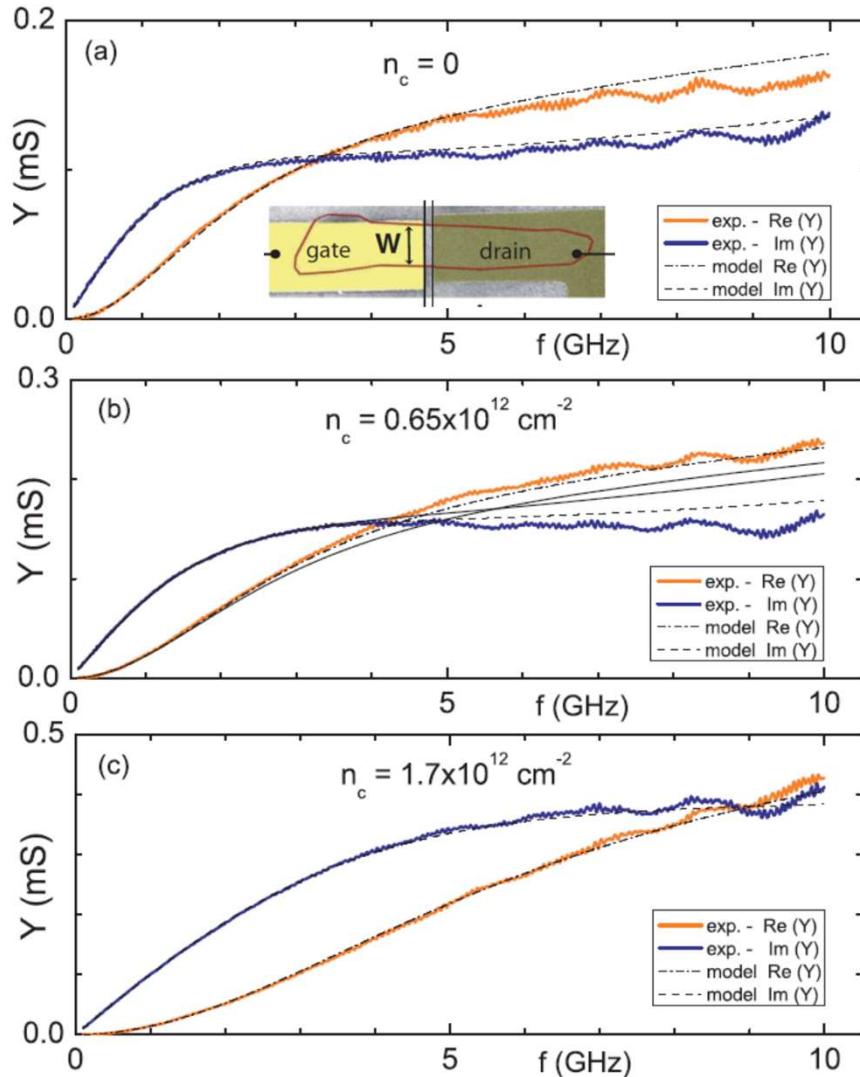 0.2
(a)
n_c = 0
Y (mS)
gate
W
drain
exp. - Re (Y)
exp. - Im (Y)
model Re (Y)
model Im (Y)
0.0
0
5
f (GHz)
10
0.3
(b)
n_c = 0.65x10^12 cm^-2
Y (mS)
exp. - Re (Y)
exp. - Im (Y)
model Re (Y)
model Im (Y)
0.0
0
5
f (GHz)
10
0.5
(c)
n_c = 1.7x10^12 cm^-2
Y (mS)
exp. - Re (Y)
exp. - Im (Y)
model Re (Y)
model Im (Y)
0.0
0
5
f (GHz)
10